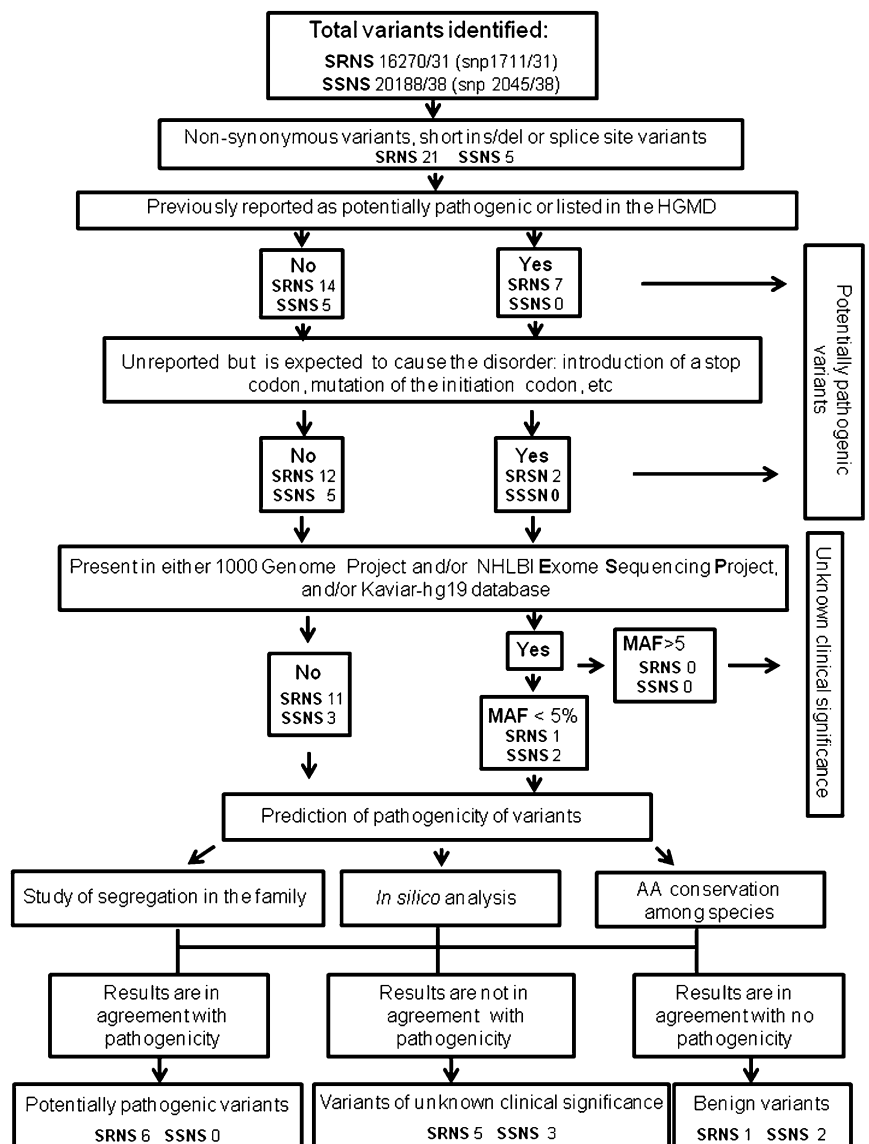 Total variants identified:
SRNS 16270/31 (snp1711/31)
SSNS 20188/38 (snp 2045/38)
Non-synonymous variants, short ins/del or splice site variants
SRNS 21 SSNS 5
Previously reported as potentially pathogenic or listed in the HGMD
No
SRNS 14
SSNS 5
Yes
SRNS 7
SSNS 0
Potentially pathogenic
variants
Unreported but is expected to cause the disorder: introduction of a stop
codon, mutation of the initiation codon, etc
No
SRNS 12
SSNS 5
Yes
SRSN 2
SSSN 0
Present in either 1000 Genome Project and/or NHLBI Exome Sequencing Project,
and/or Kaviar-hg19 database
Unknown clinical significance
No
SRNS 11
SSNS 3
Yes
MAF>5
SRNS 0
SSNS 0
MAF < 5%
SRNS 1
SSNS 2
Prediction of pathogenicity of variants
Study of segregation in the family
In silico analysis
AA conservation
among species
Results are in
agreement with
pathogenicity
Results are not in
agreement with
pathogenicity
Results are in
agreement with no
pathogenicity
Potentially pathogenic variants
SRNS 6 SSNS 0
Variants of unknown clinical significance
SRNS 5 SSNS 3
Benign variants
SRNS 1 SSNS 2